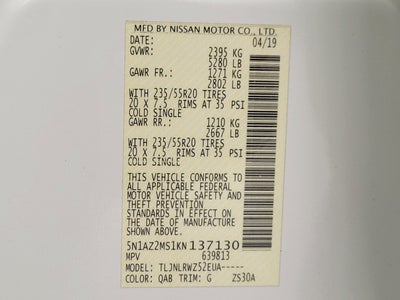 MFD BY NISSAN MOTOR CO., LTD.
DATE: 04/19
GVWR: 2395 KG
5280 LB
GAWR FR.: 1271 KG
2802 LB
WITH 235/55R20 TIRES
20 X 7.5 RIMS AT 35 PSI
COLD SINGLE
GAWR RR.: 1210 KG
2667 LB
WITH 235/55R20 TIRES
20 X 7.5 RIMS AT 35 PSI
COLD SINGLE
THIS VEHICLE CONFORMS TO
ALL APPLICABLE FEDERAL
MOTOR VEHICLE SAFETY AND
THEFT PREVENTION
STANDARDS IN EFFECT ON
THE DATE OF MANUFACTURE
SHOWN ABOVE.
5N1AZ2MS1KN137130
MPV 639813
MODEL: TLJNLRWZ52EUA-----
COLOR: QAB TRIM: G ZS30A